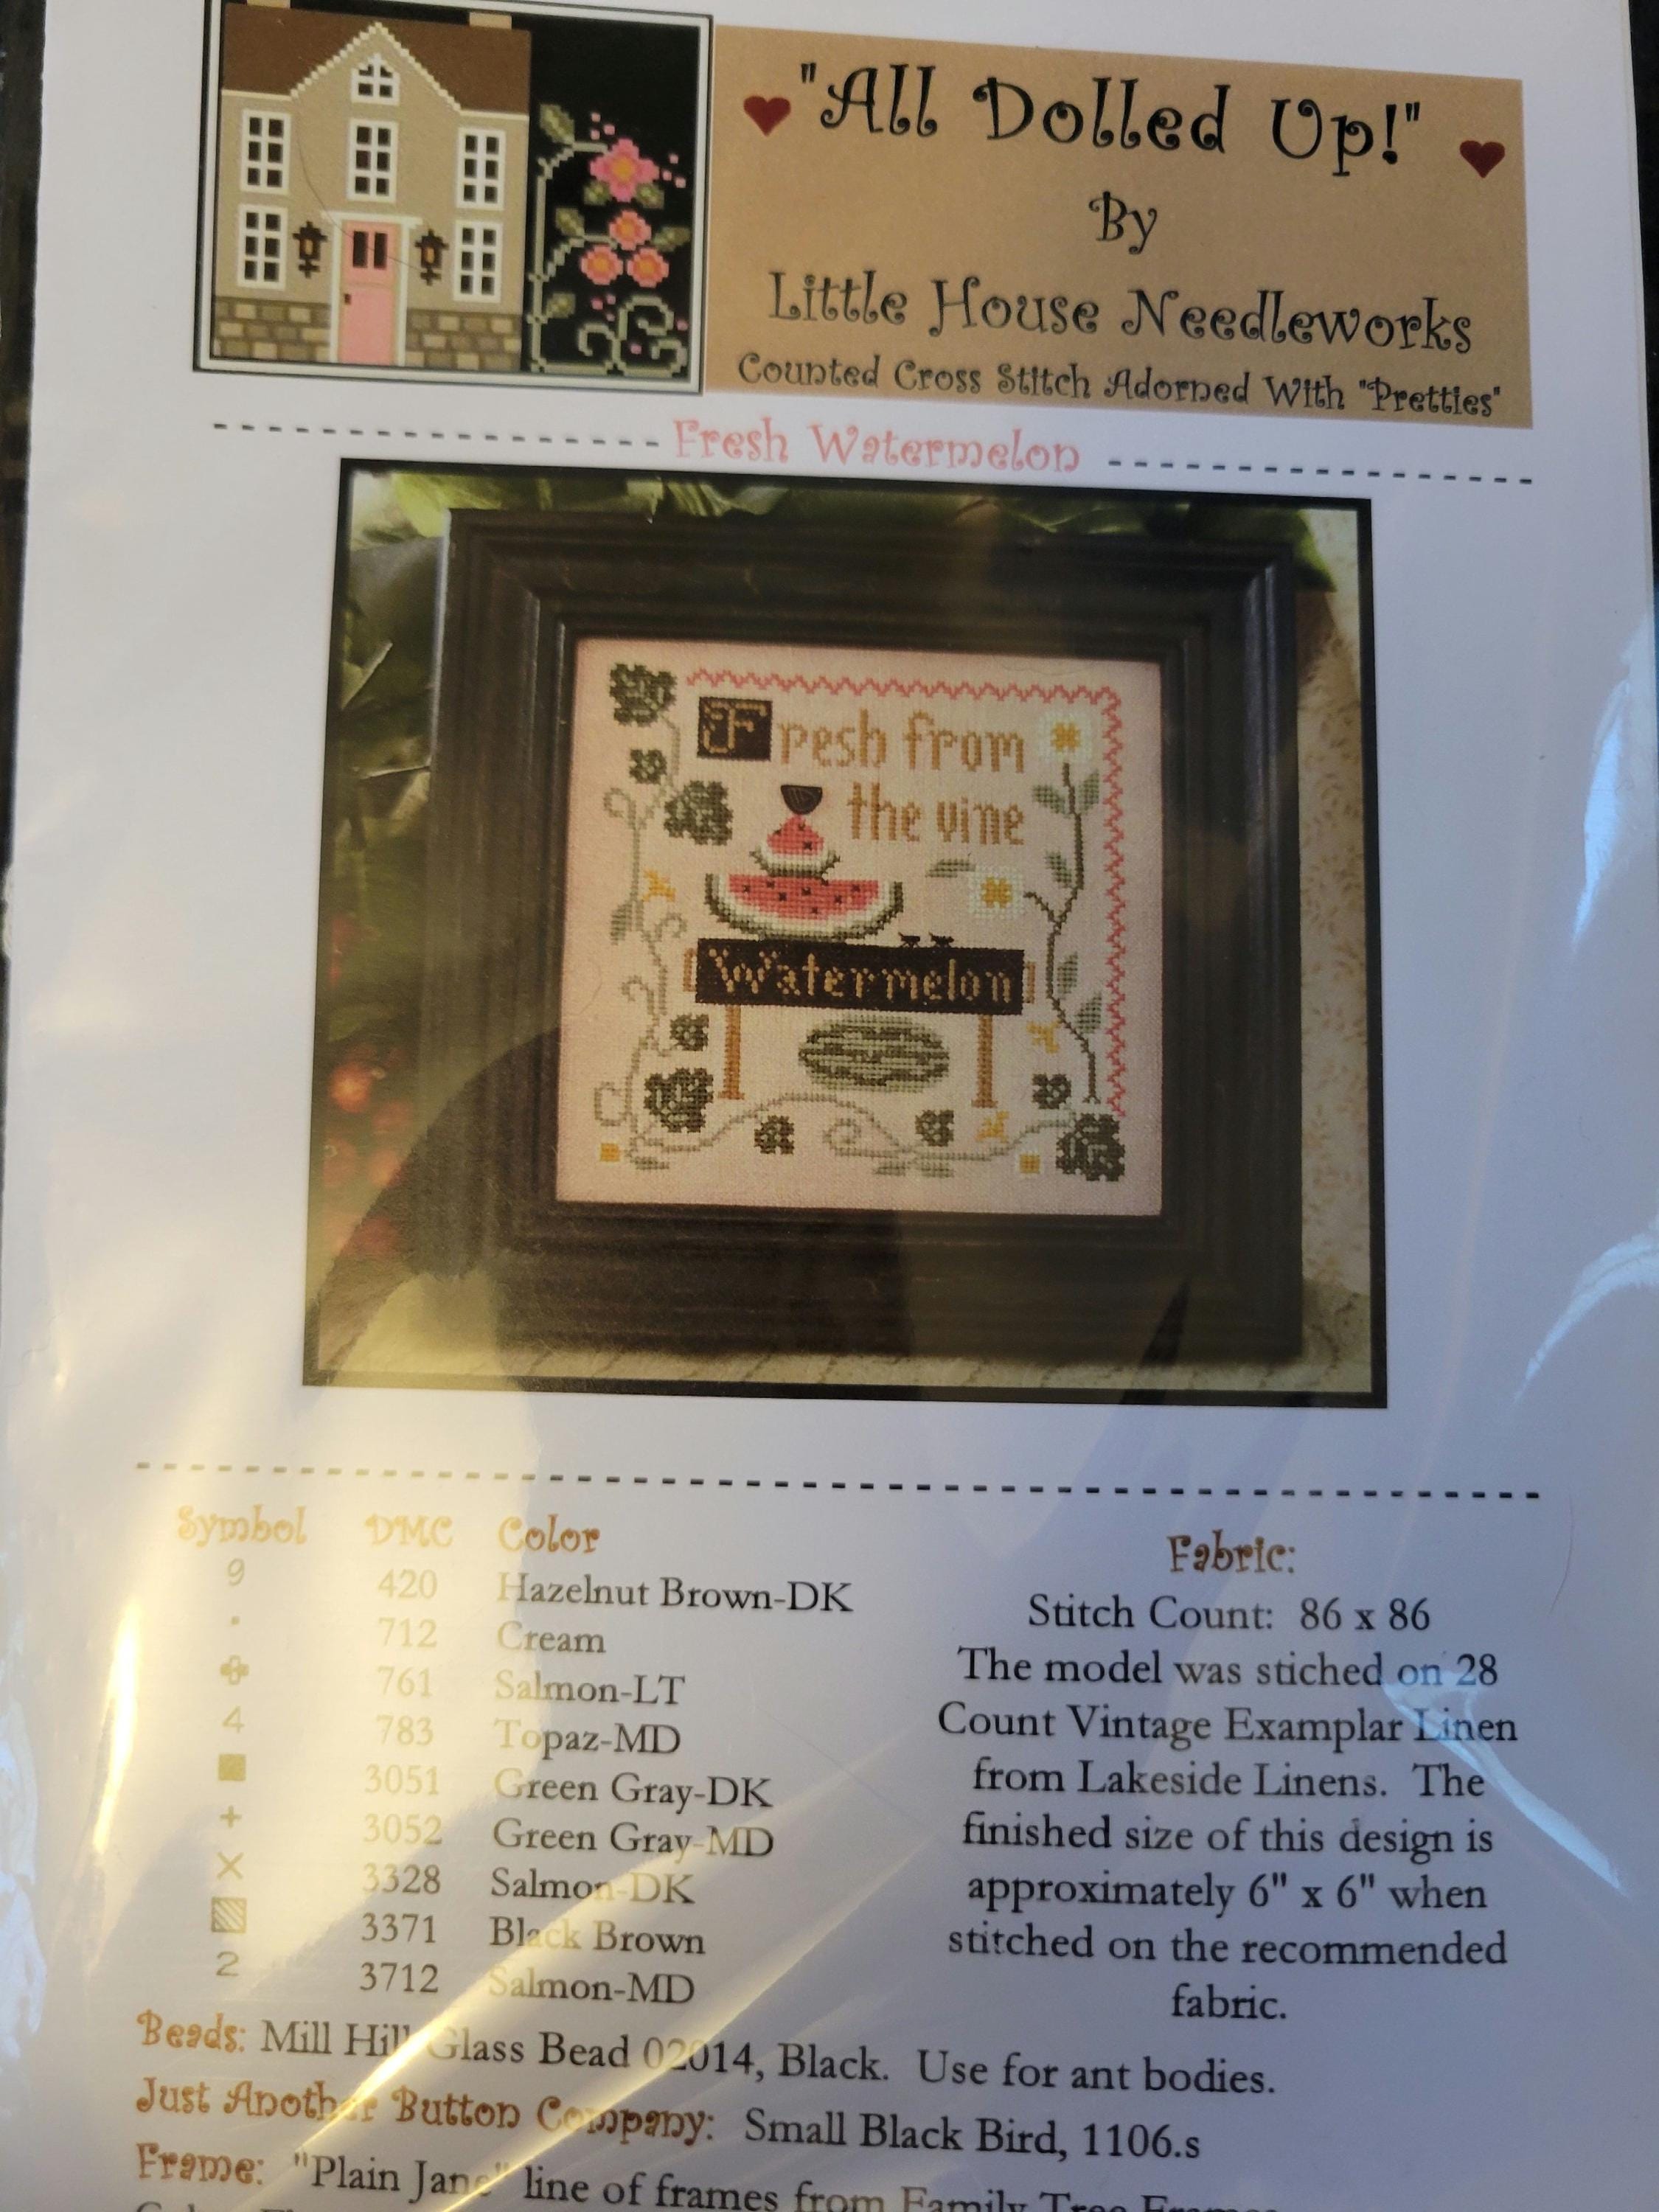 "All Dolled Up!"
By
Little House Needleworks
Counted Cross Stitch Adorned With "Pretties"
Fresh Watermelon
Fresh from
the vine
Watermelon
Symbol DMC Color
9 420 Hazelnut Brown-DK
712 Cream
761 Salmon-LT
4 783 Topaz-MD
3051 Green Gray-DK
+ 3052 Green Gray-MD
X 3328 Salmon-DK
3371 Black Brown
2 3712 Salmon-MD
Fabric:
Stitch Count: 86 x 86
The model was stiched on 28
Count Vintage Examplar Linen
from Lakeside Linens. The
finished size of this design is
approximately 6" x 6" when
stitched on the recommended
fabric.
Beads: Mill Hill Glass Bead 02014, Black. Use for ant bodies.
Just Another Button Company: Small Black Bird, 1106.s
Frame: "Plain Jane" line of frames from Family Tree